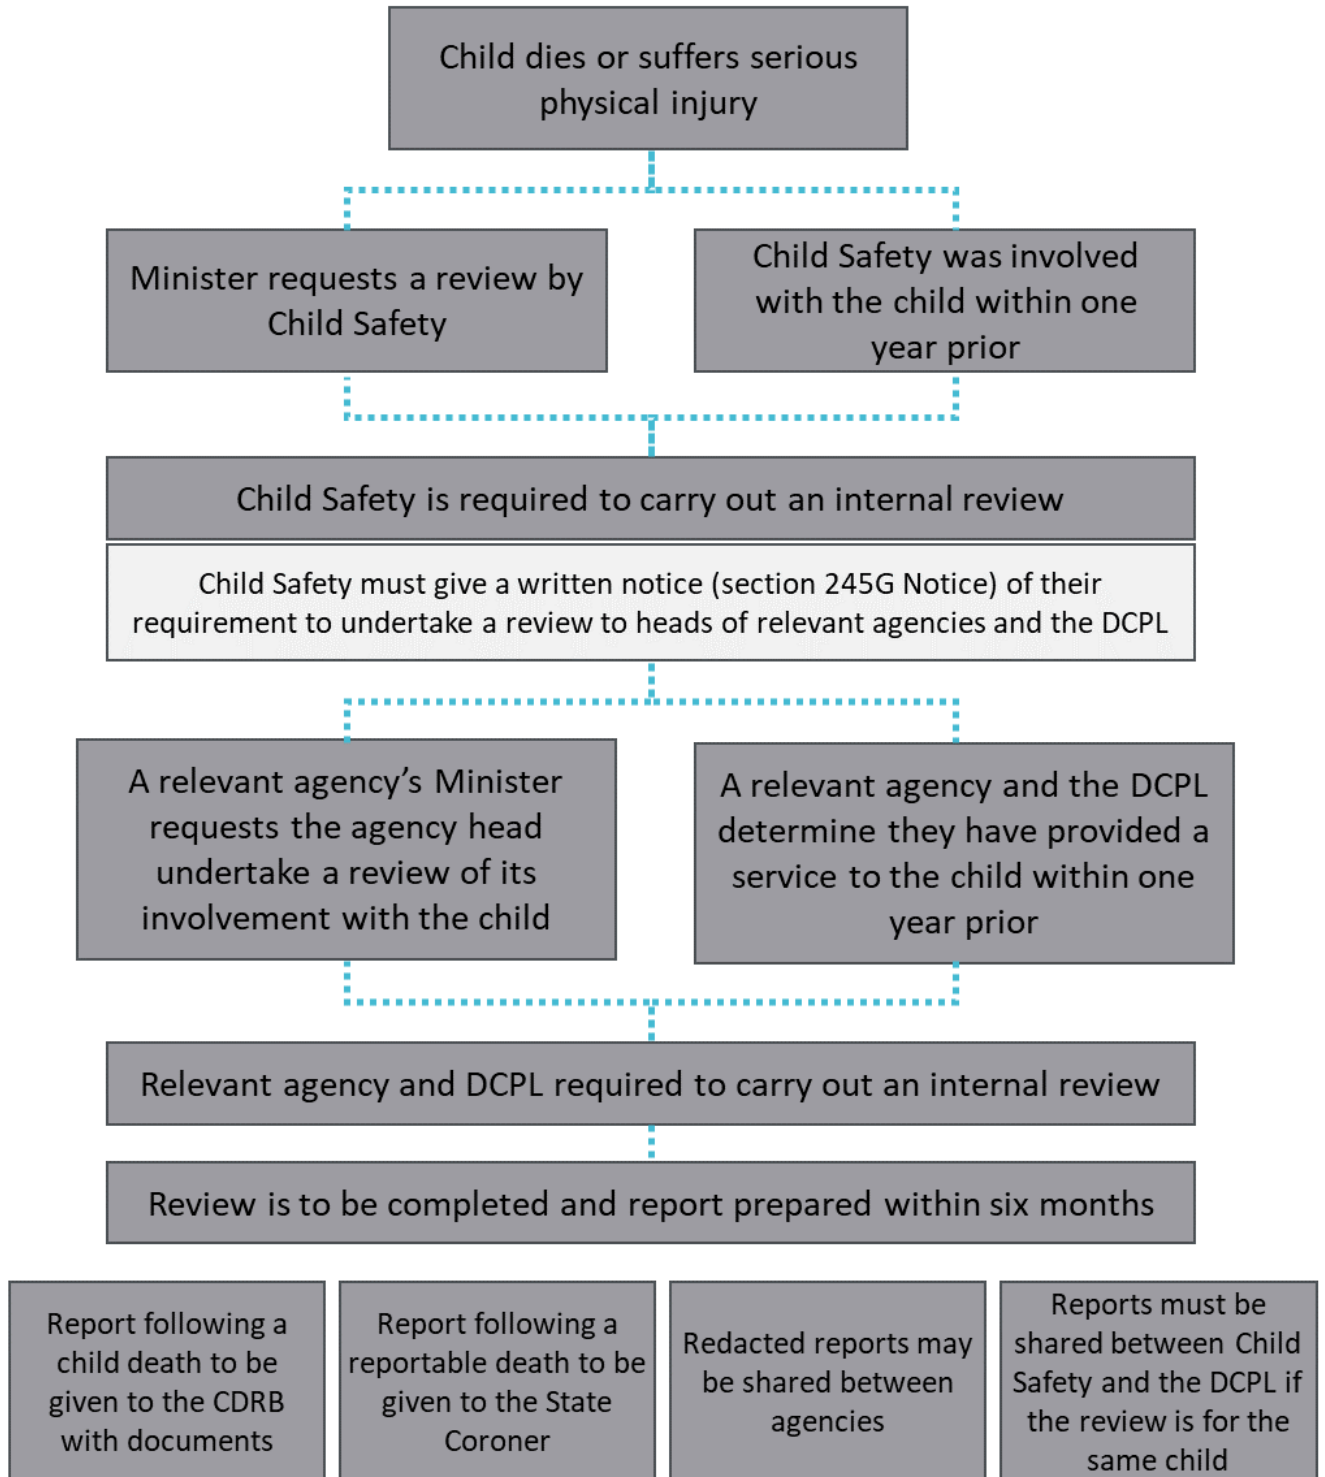 Child dies or suffers serious
physical injury
Minister requests a review by
Child Safety
Child Safety was involved
with the child within one
year prior
Child Safety is required to carry out an internal review
Child Safety must give a written notice (section 245G Notice) of their
requirement to undertake a review to heads of relevant agencies and the DCPL
A relevant agency’s Minister
requests the agency head
undertake a review of its
involvement with the child
A relevant agency and the DCPL
determine they have provided a
service to the child within one
year prior
Relevant agency and DCPL required to carry out an internal review
Review is to be completed and report prepared within six months
Report following a
child death to be
given to the CDRB
with documents
Report following a
reportable death to be
given to the State
Coroner
Redacted reports may
be shared between
agencies
Reports must be
shared between Child
Safety and the DCPL if
the review is for the
same child